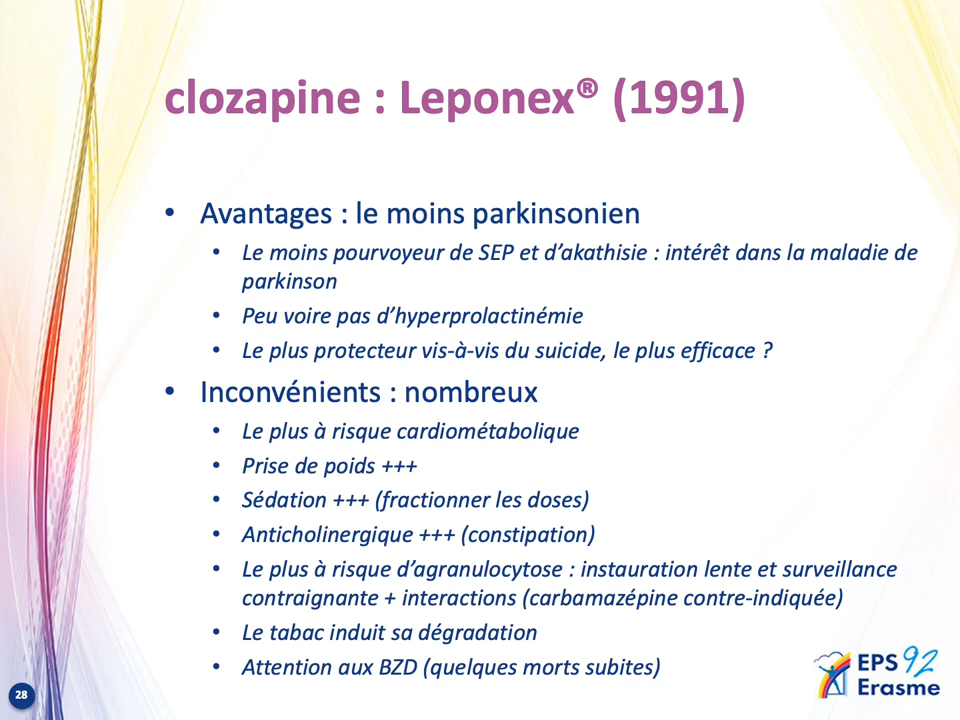 clozapine : Leponex® (1991)
• Avantages : le moins parkinsonien
• Le moins pourvoyeur de SEP et d’akathisie : intérêt dans la maladie de
parkinson
• Peu voire pas d’hyperprolactinémie
• Le plus protecteur vis-à-vis du suicide, le plus efficace ?
• Inconvénients : nombreux
• Le plus à risque cardiométabolique
• Prise de poids +++
• Sédation +++ (fractionner les doses)
• Anticholinergique +++ (constipation)
• Le plus à risque d’agranulocytose : instauration lente et surveillance
contraignante + interactions (carbamazépine contre-indiquée)
• Le tabac induit sa dégradation
• Attention aux BZD (quelques morts subites)
28
EPS 92
Erasme